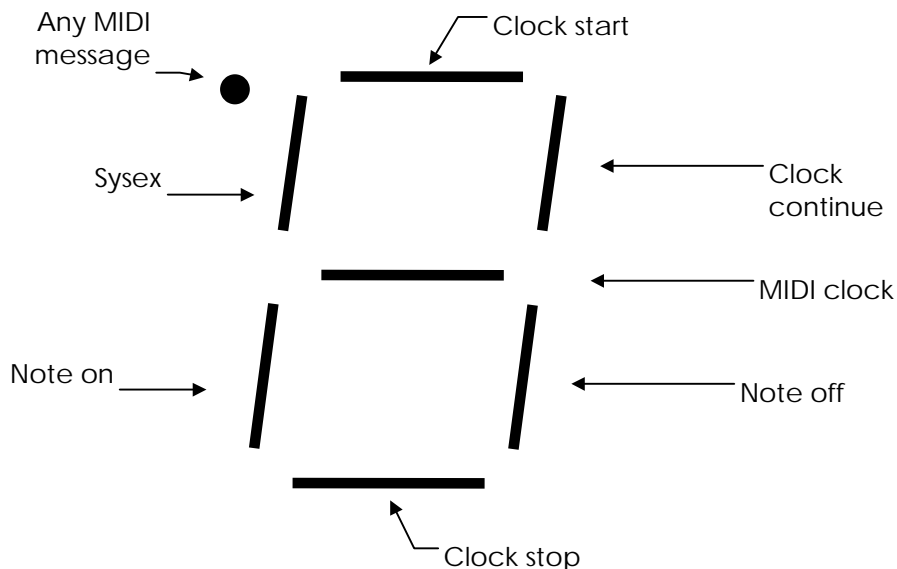 Any MIDI
message
Clock start
Sysex
Clock
continue
MIDI clock
Note on
Note off
Clock stop